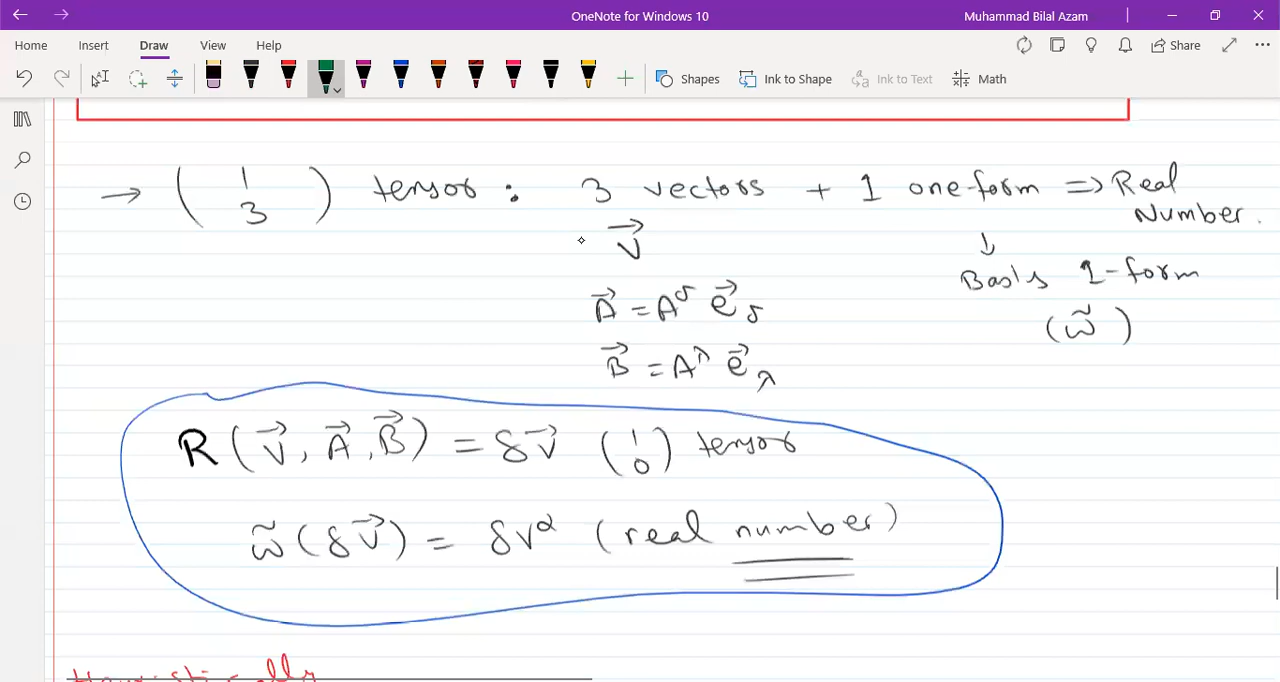 OneNote for Windows 10
Muhammad Bilal Azam
Home Insert Draw View Help
Share
Shapes Ink to Shape Ink to Text Math
→ (1 3) tensor : 3 vectors + 1 one-form ⇒ Real
Number.
V⃗
↓
Basis 1-form
A⃗ = A^σ e⃗_σ
(ω̃)
B⃗ = A^λ e⃗_λ
R (V⃗, A⃗, B⃗) = δV⃗ (1 0) tensor
ω̃ (δV⃗) = δV^α (real number)